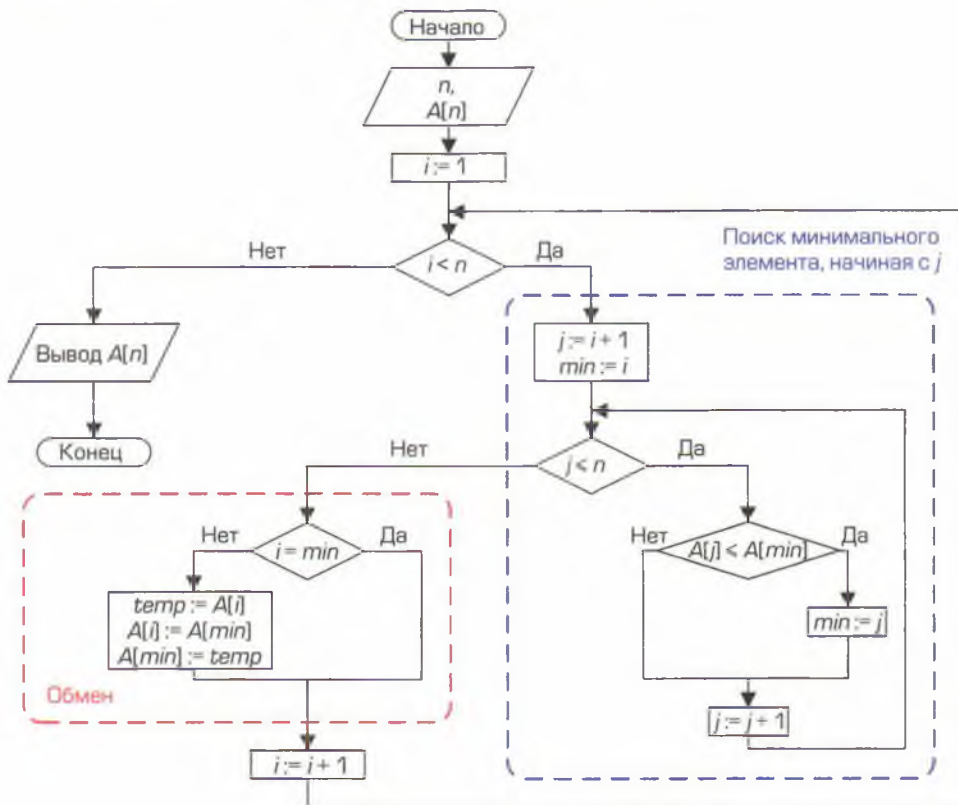 Начало
n,
A[n]
i := 1
Нет
i < n
Да
Поиск минимального
элемента, начиная с j
Вывод A[n]
Конец
j := i + 1
min := i
Нет
j < n
Да
Нет
i = min
Да
temp := A[i]
A[i] := A[min]
A[min] := temp
Обмен
Нет
A[j] < A[min]
Да
min := j
j := j + 1
i := i + 1